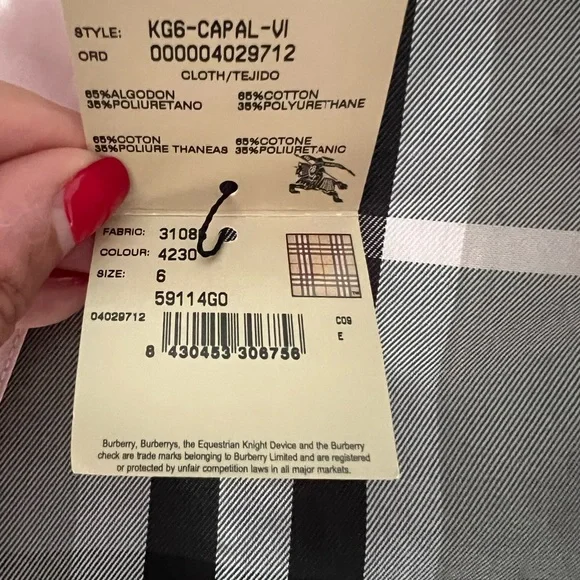 STYLE: KG6-CAPAL-VI
ORD 000004029712
CLOTH/TEJIDO
65%ALGODON 65%COTTON
35%POLIURETANO 35%POLYURETHANE
65%COTON 65%COTONE
35%POLIURE THANEAS 35%POLIURETANIC
FABRIC:
COLOUR: 4230
SIZE: 6
59114GO
04029712 C09
E
8 430453 306756
Burberry, Burberrys, the Equestrian Knight Device and the Burberry
check are trade marks belonging to Burberry Limited and are registered
or protected by unfair competition laws in all major markets.